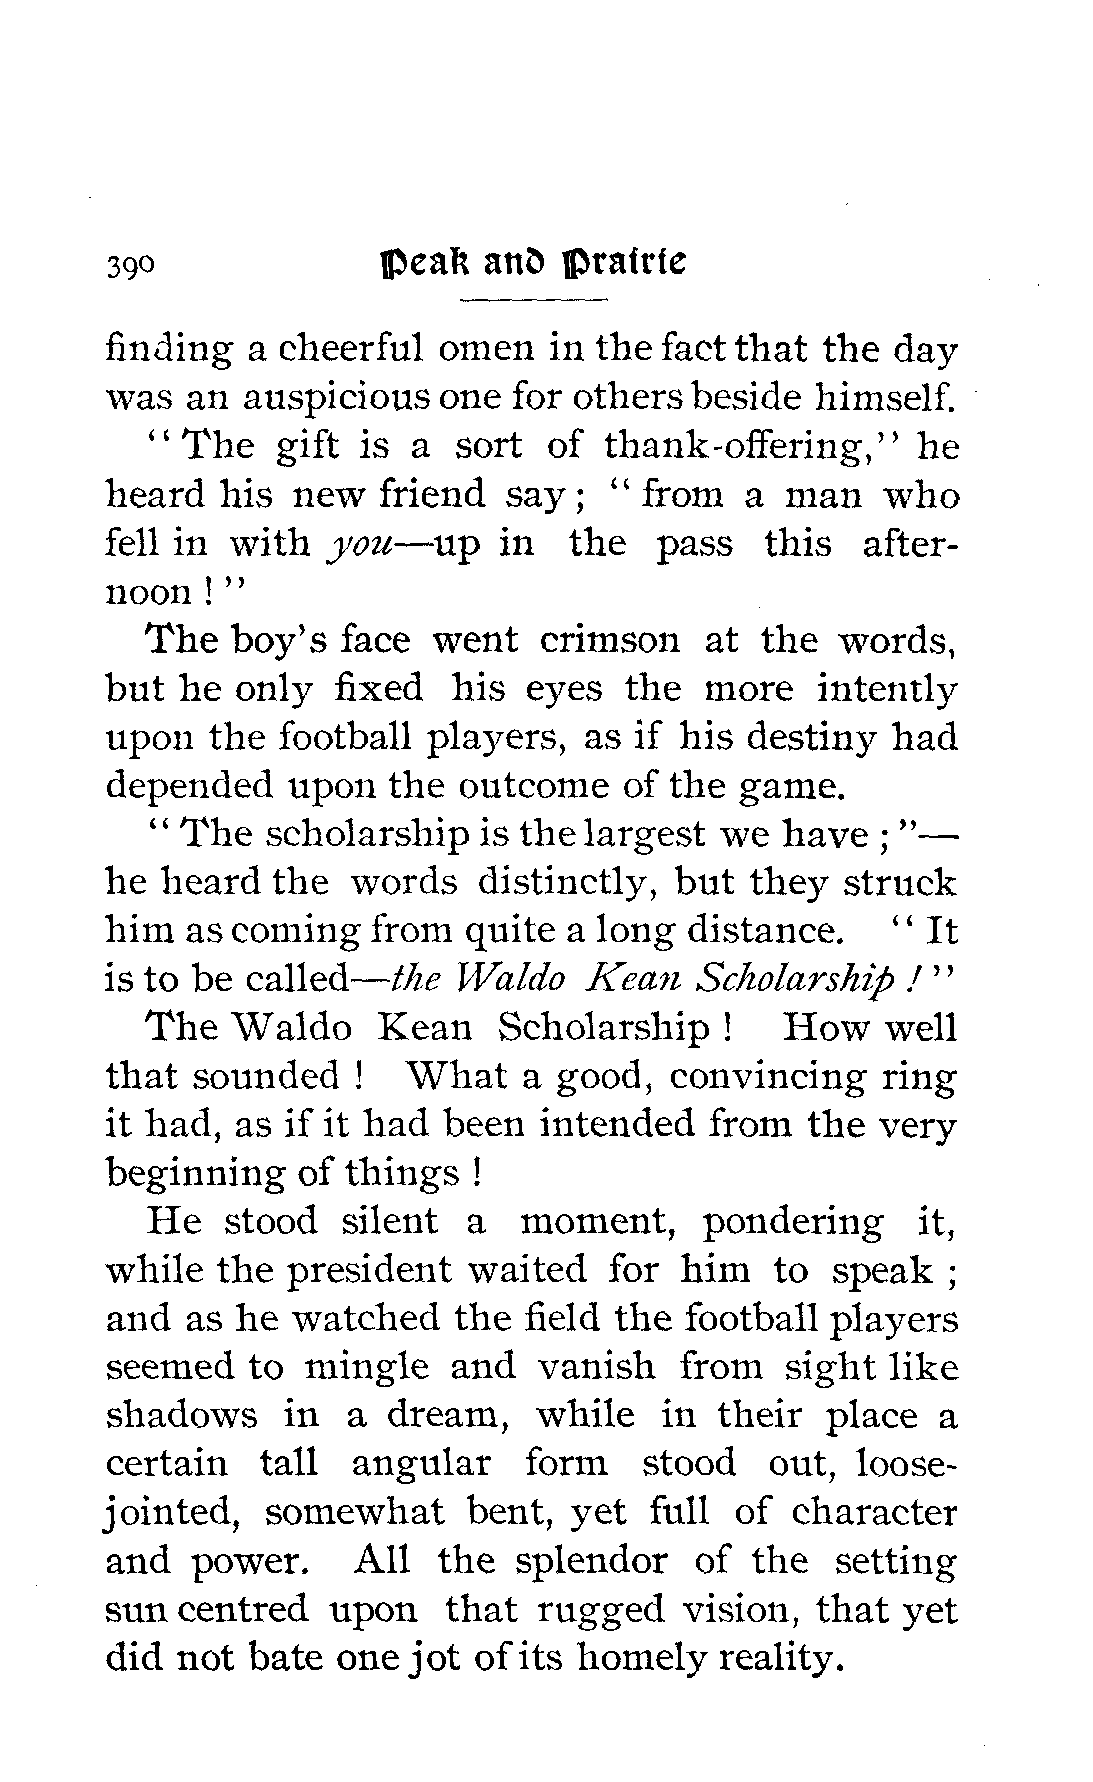 390 Peak and Prairie
finding a cheerful omen in the fact that the day
was an auspicious one for others beside himself.
“ The gift is a sort of thank-offering,” he
heard his new friend say ; “ from a man who
fell in with you—up in the pass this after-
noon ! ”
The boy’s face went crimson at the words,
but he only fixed his eyes the more intently
upon the football players, as if his destiny had
depended upon the outcome of the game.
“ The scholarship is the largest we have ; ”—
he heard the words distinctly, but they struck
him as coming from quite a long distance. “ It
is to be called—the Waldo Kean Scholarship ! ”
The Waldo Kean Scholarship ! How well
that sounded ! What a good, convincing ring
it had, as if it had been intended from the very
beginning of things !
He stood silent a moment, pondering it,
while the president waited for him to speak ;
and as he watched the field the football players
seemed to mingle and vanish from sight like
shadows in a dream, while in their place a
certain tall angular form stood out, loose-
jointed, somewhat bent, yet full of character
and power. All the splendor of the setting
sun centred upon that rugged vision, that yet
did not bate one jot of its homely reality.